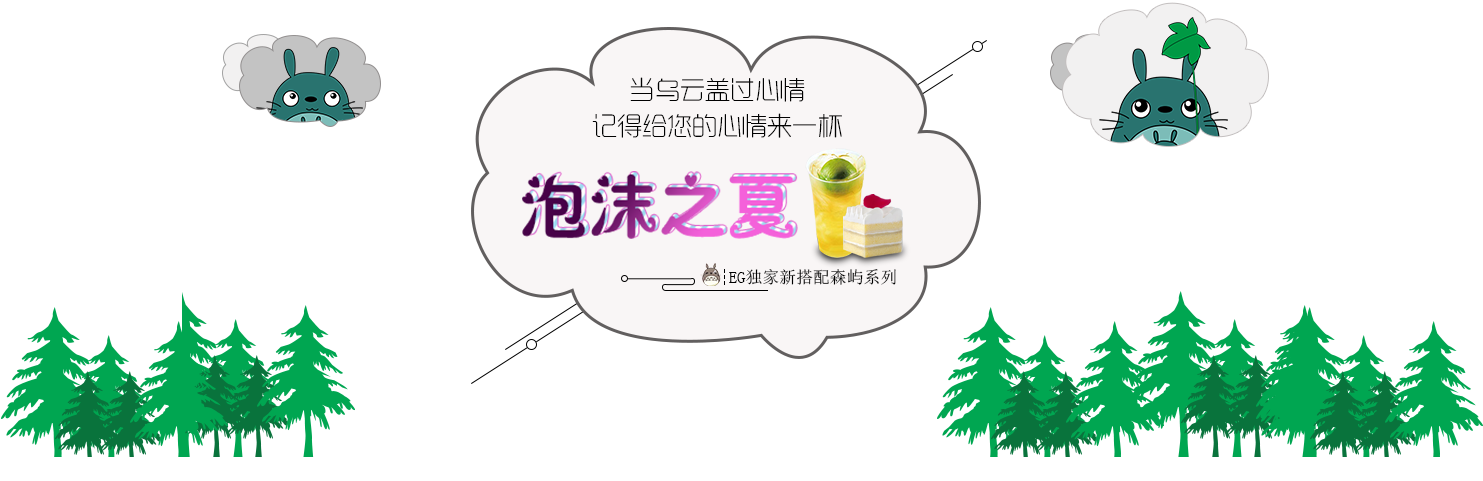 当乌云盖过心情
记得给您的心情来一杯
泡沫之夏
EG独家新搭配森屿系列